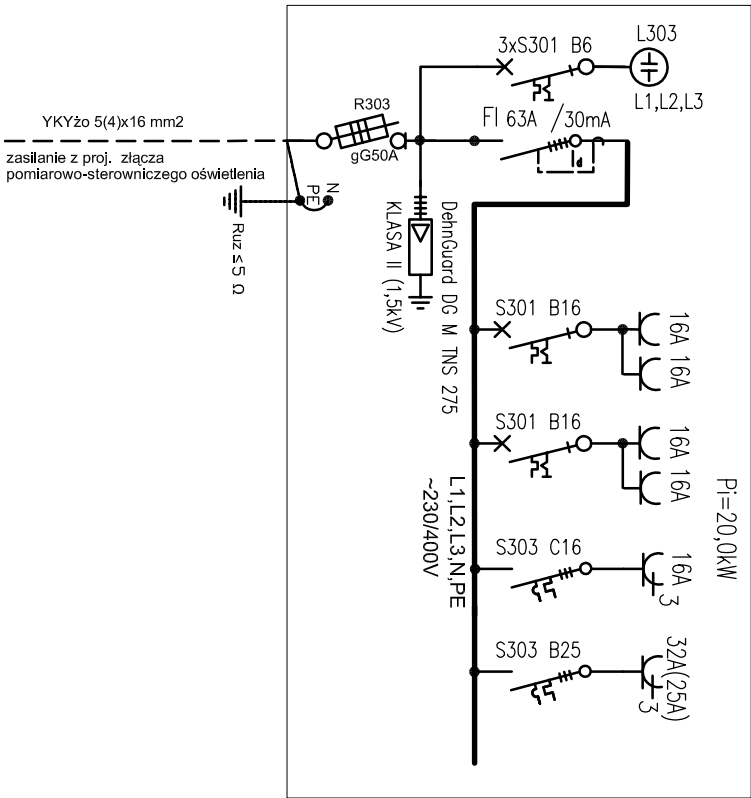 3xS301 B6
L303
L1,L2,L3
R303
gG50A
FI 63A /30mA
d
YKYżo 5(4)x16 mm2
zasilanie z proj. złącza
pomiarowo-sterowniczego oświetlenia
N
PE
Ruz ≤ 5 Ω
DehnGuard DG M TNS 275
KLASA II (1,5kV)
S301 B16
16A
16A
S301 B16
16A
16A
Pi=20,0kW
L1,L2,L3,N,PE
~230/400V
S303 C16
16A
3
S303 B25
32A(25A)
3